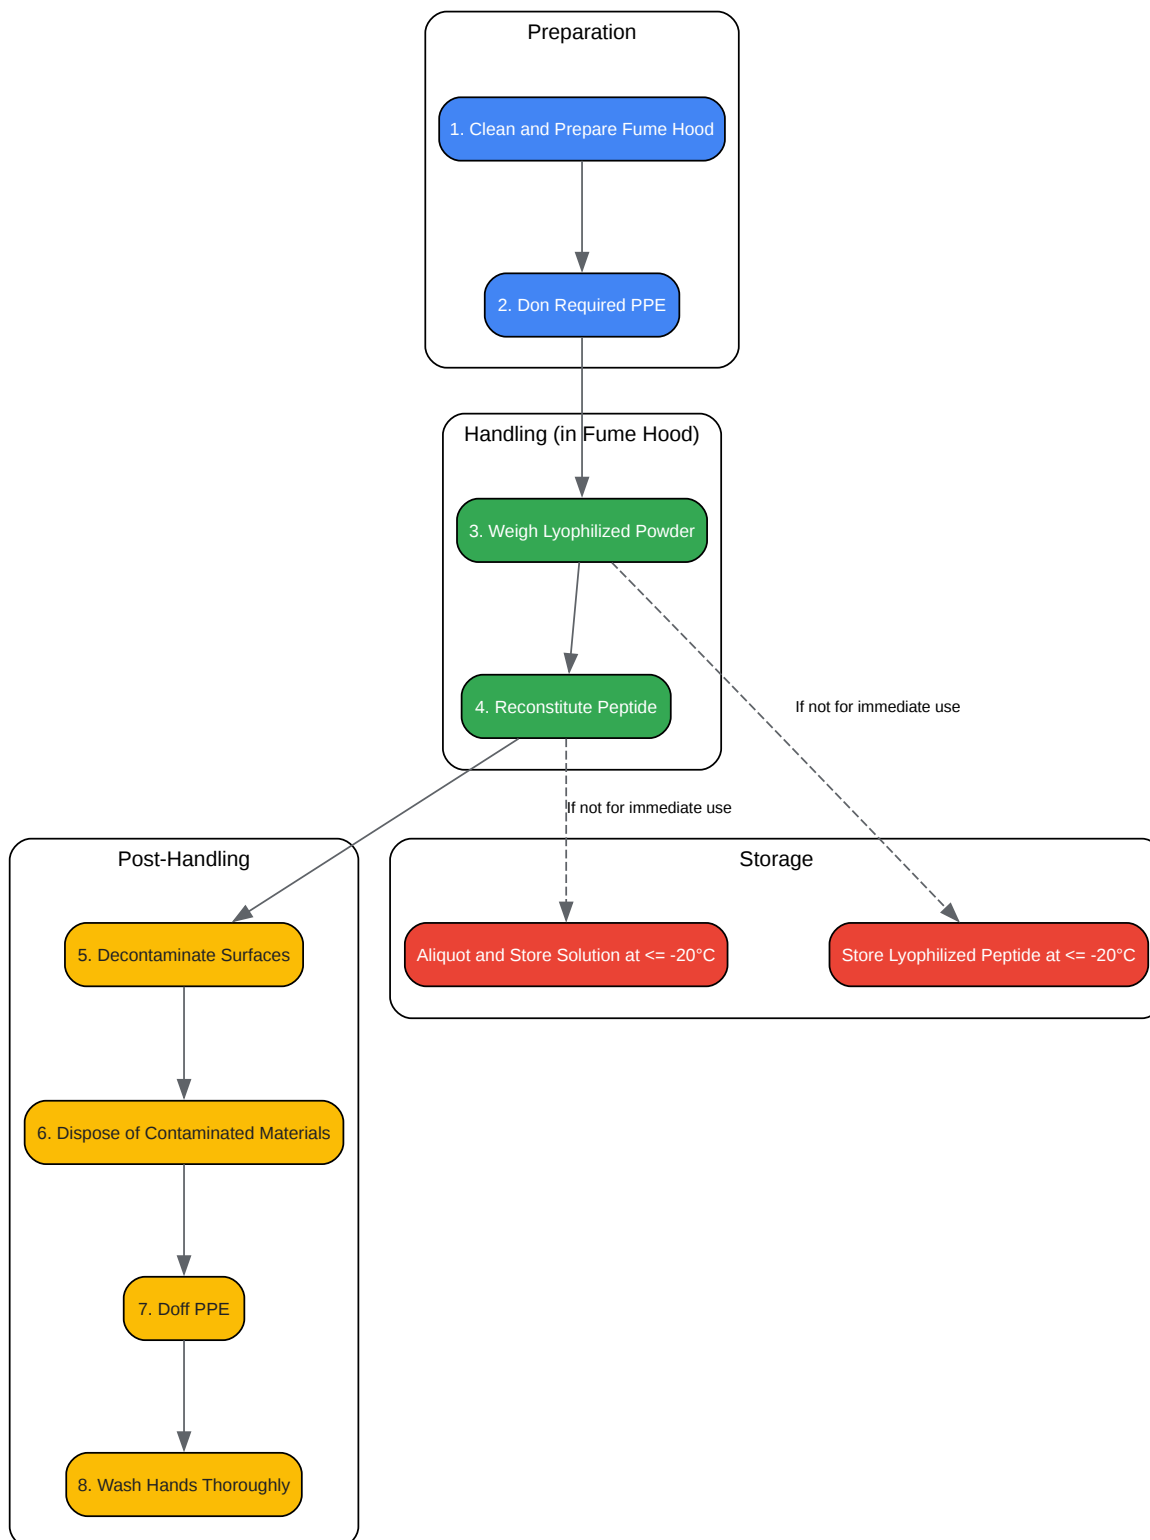 Preparation
1. Clean and Prepare Fume Hood
2. Don Required PPE
Handling (in Fume Hood)
3. Weigh Lyophilized Powder
4. Reconstitute Peptide
If not for immediate use
If not for immediate use
Post-Handling
5. Decontaminate Surfaces
6. Dispose of Contaminated Materials
7. Doff PPE
8. Wash Hands Thoroughly
Storage
Aliquot and Store Solution at <= -20°C
Store Lyophilized Peptide at <= -20°C